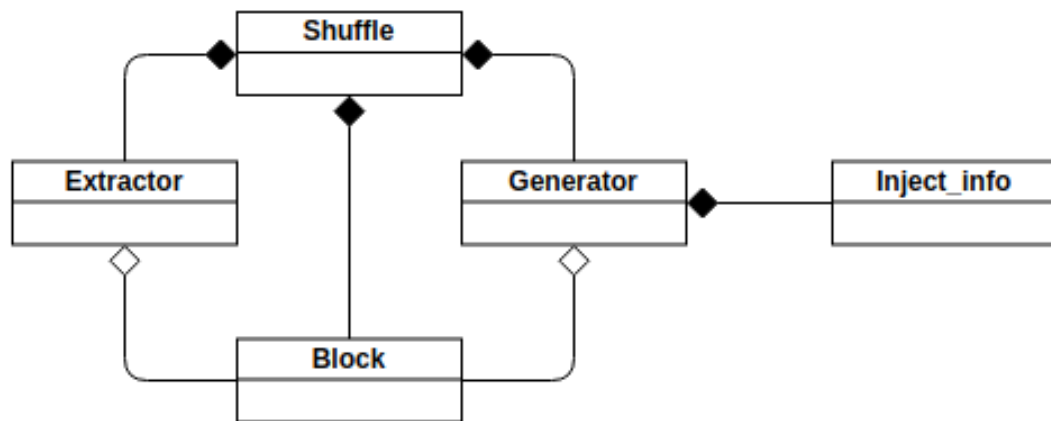 Shuffle
Extractor
Generator
Inject_info
Block